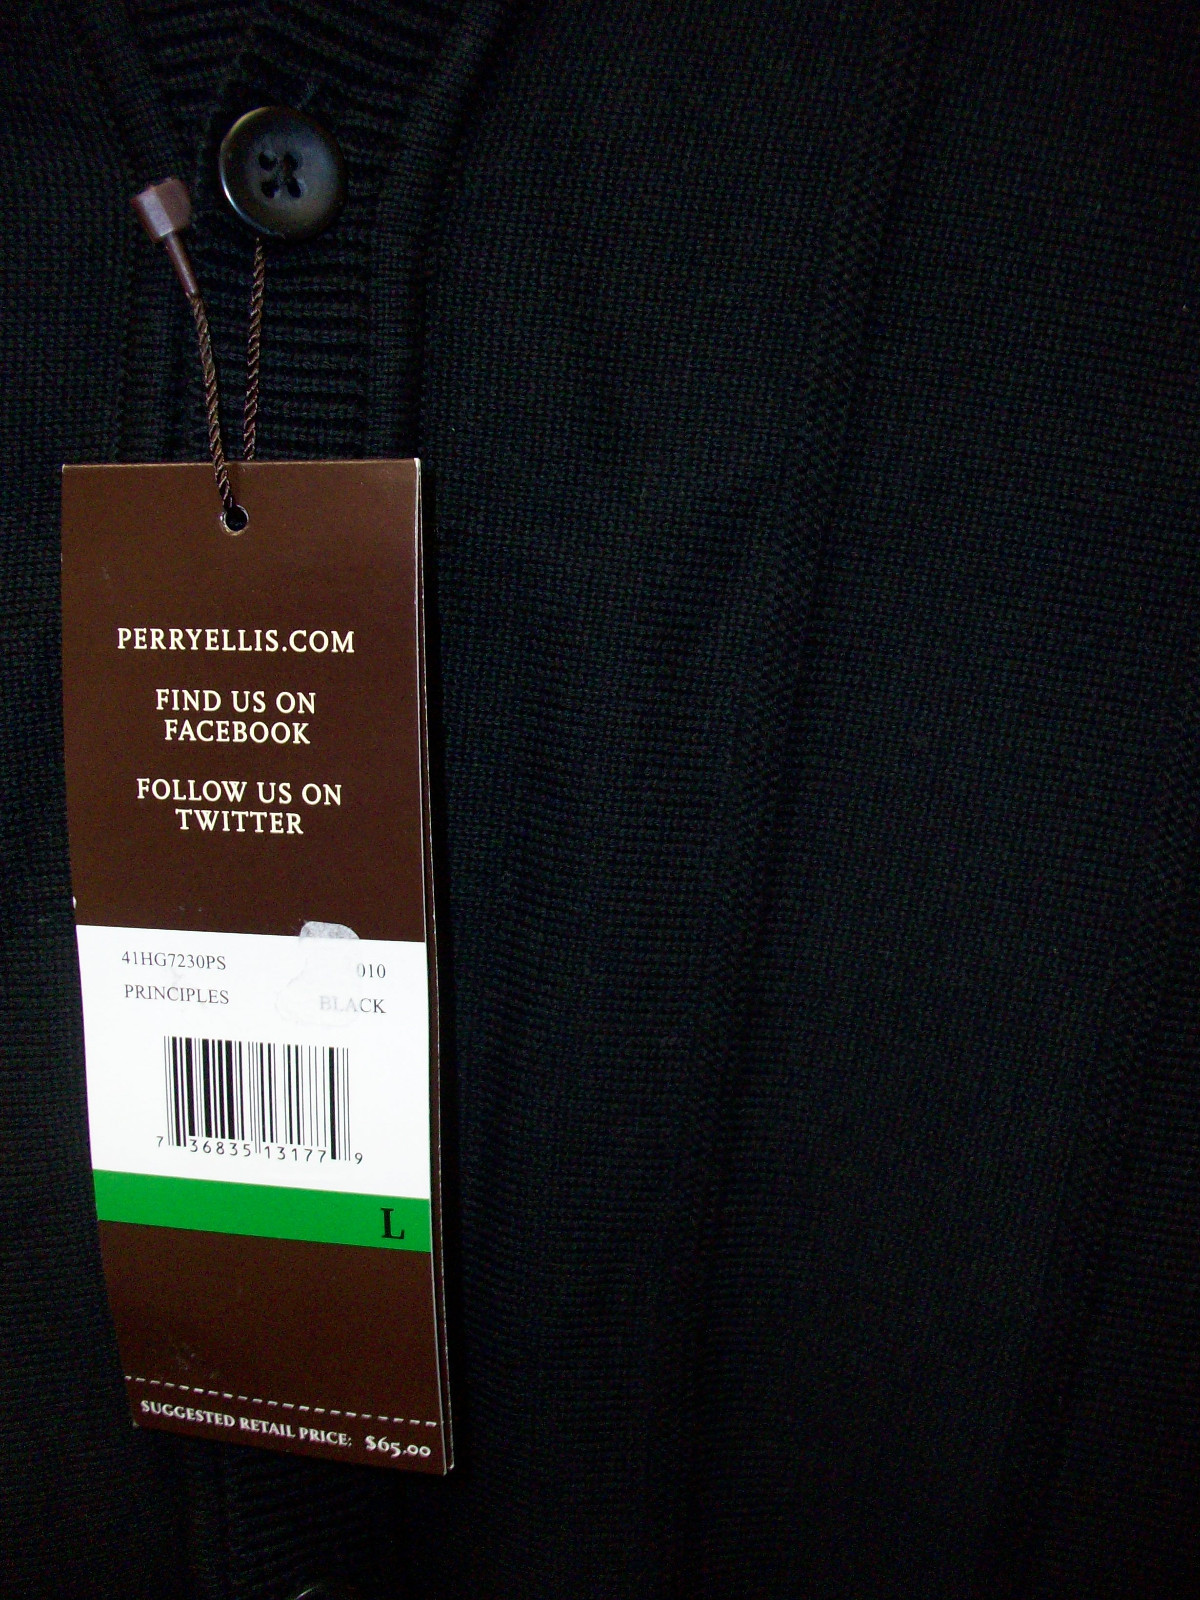 PERRYELLIS.COM
FIND US ON
FACEBOOK
FOLLOW US ON
TWITTER
41HG7230PS 010
PRINCIPLES BLACK
7 36835 13177 9
L
SUGGESTED RETAIL PRICE: $65.00